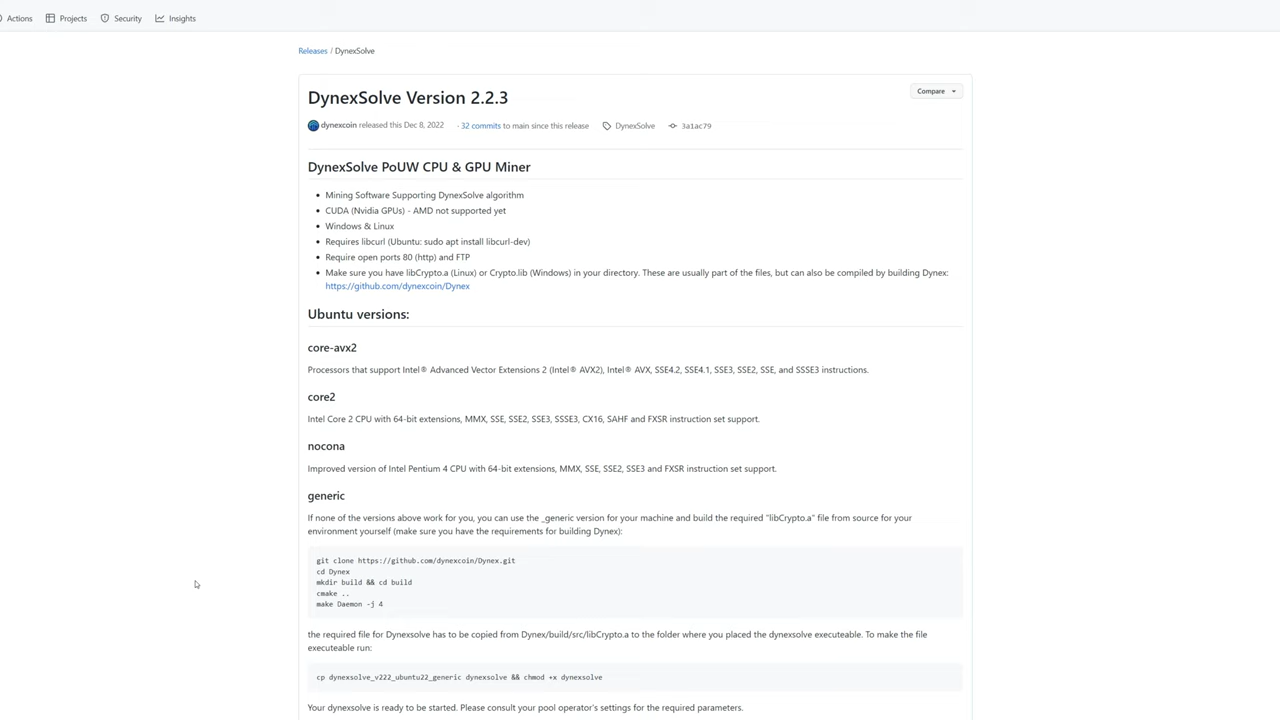 Actions Projects Security Insights
Releases / DynexSolve
DynexSolve Version 2.2.3
Compare
dynexcoin released this Dec 8, 2022 · 32 commits to main since this release DynexSolve 3a1ac79
DynexSolve PoUW CPU & GPU Miner
• Mining Software Supporting DynexSolve algorithm
• CUDA (Nvidia GPUs) - AMD not supported yet
• Windows & Linux
• Requires libcurl (Ubuntu: sudo apt install libcurl-dev)
• Require open ports 80 (http) and FTP
• Make sure you have libCrypto.a (Linux) or Crypto.lib (Windows) in your directory. These are usually part of the files, but can also be compiled by building Dynex:
https://github.com/dynexcoin/Dynex
Ubuntu versions:
core-avx2
Processors that support Intel® Advanced Vector Extensions 2 (Intel® AVX2), Intel® AVX, SSE4.2, SSE4.1, SSE3, SSE2, SSE, and SSSE3 instructions.
core2
Intel Core 2 CPU with 64-bit extensions, MMX, SSE, SSE2, SSE3, SSSE3, CX16, SAHF and FXSR instruction set support.
nocona
Improved version of Intel Pentium 4 CPU with 64-bit extensions, MMX, SSE, SSE2, SSE3 and FXSR instruction set support.
generic
If none of the versions above work for you, you can use the _generic version for your machine and build the required "libCrypto.a" file from source for your
environment yourself (make sure you have the requirements for building Dynex):
git clone https://github.com/dynexcoin/Dynex.git
cd Dynex
mkdir build && cd build
cmake ..
make Daemon -j 4
the required file for Dynexsolve has to be copied from Dynex/build/src/libCrypto.a to the folder where you placed the dynexsolve executeable. To make the file
executeable run:
cp dynexsolve_v222_ubuntu22_generic dynexsolve && chmod +x dynexsolve
Your dynexsolve is ready to be started. Please consult your pool operator's settings for the required parameters.